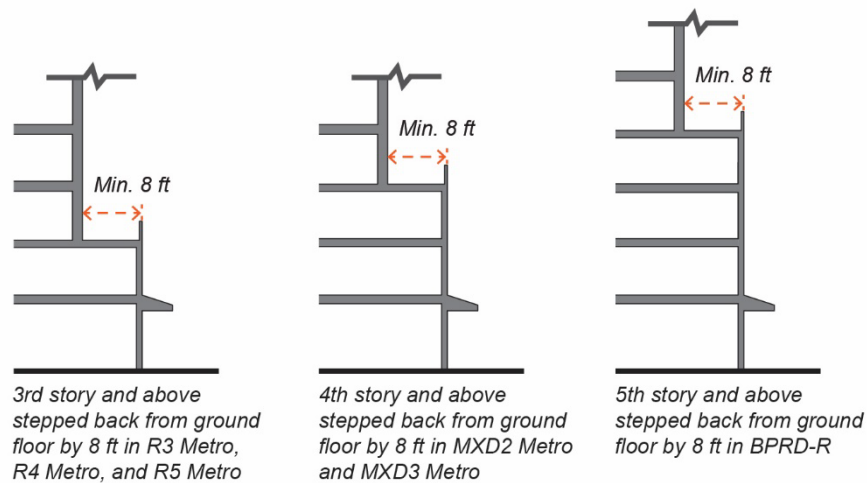 Min. 8 ft
3rd story and above
stepped back from ground
floor by 8 ft in R3 Metro,
R4 Metro, and R5 Metro
Min. 8 ft
4th story and above
stepped back from ground
floor by 8 ft in MXD2 Metro
and MXD3 Metro
Min. 8 ft
5th story and above
stepped back from ground
floor by 8 ft in BPRD-R